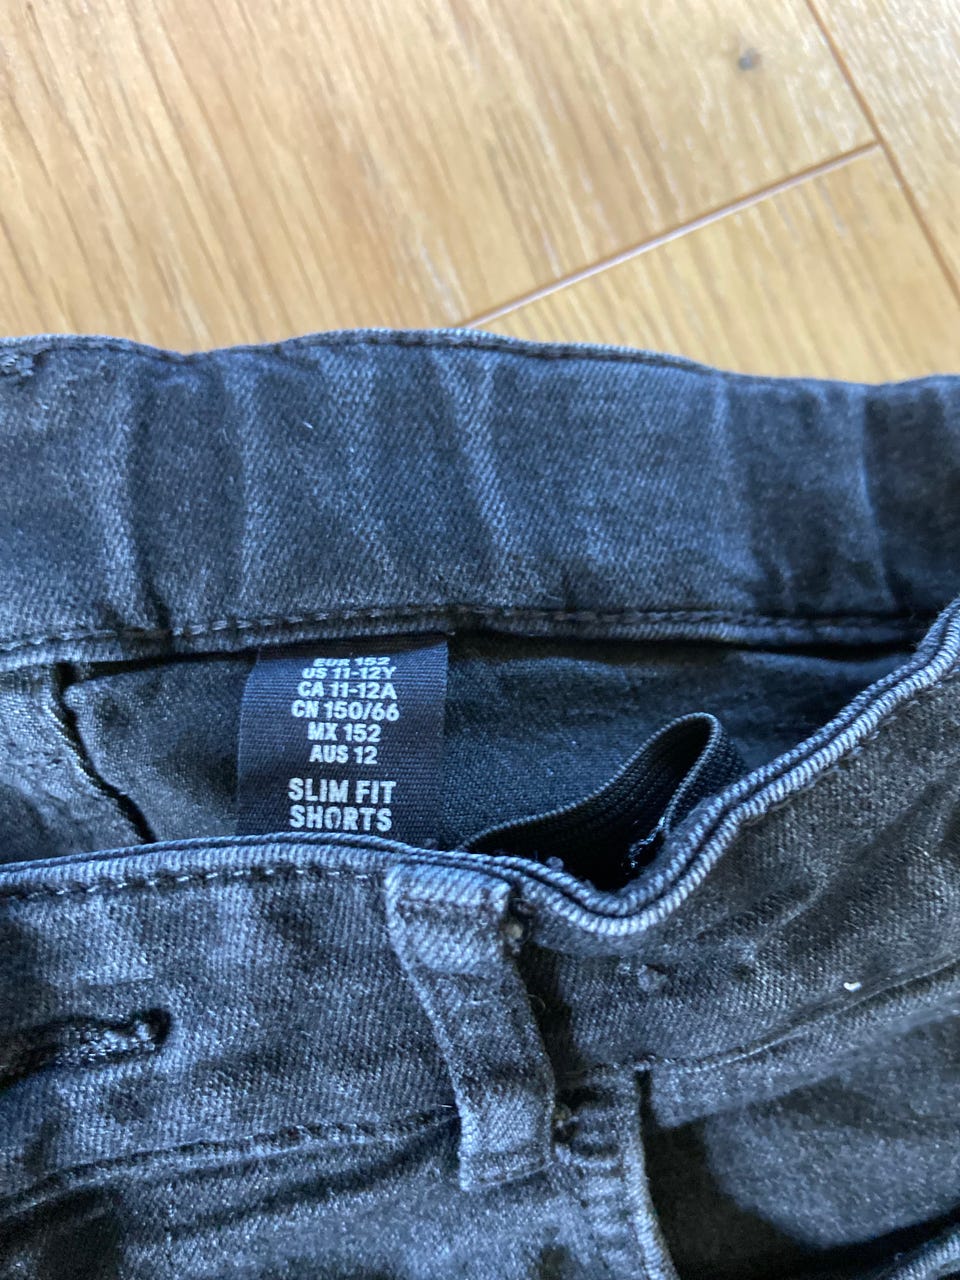 EUR 152
US 11-12Y
CA 11-12A
CN 150/66
MX 152
AUS 12
SLIM FIT
SHORTS